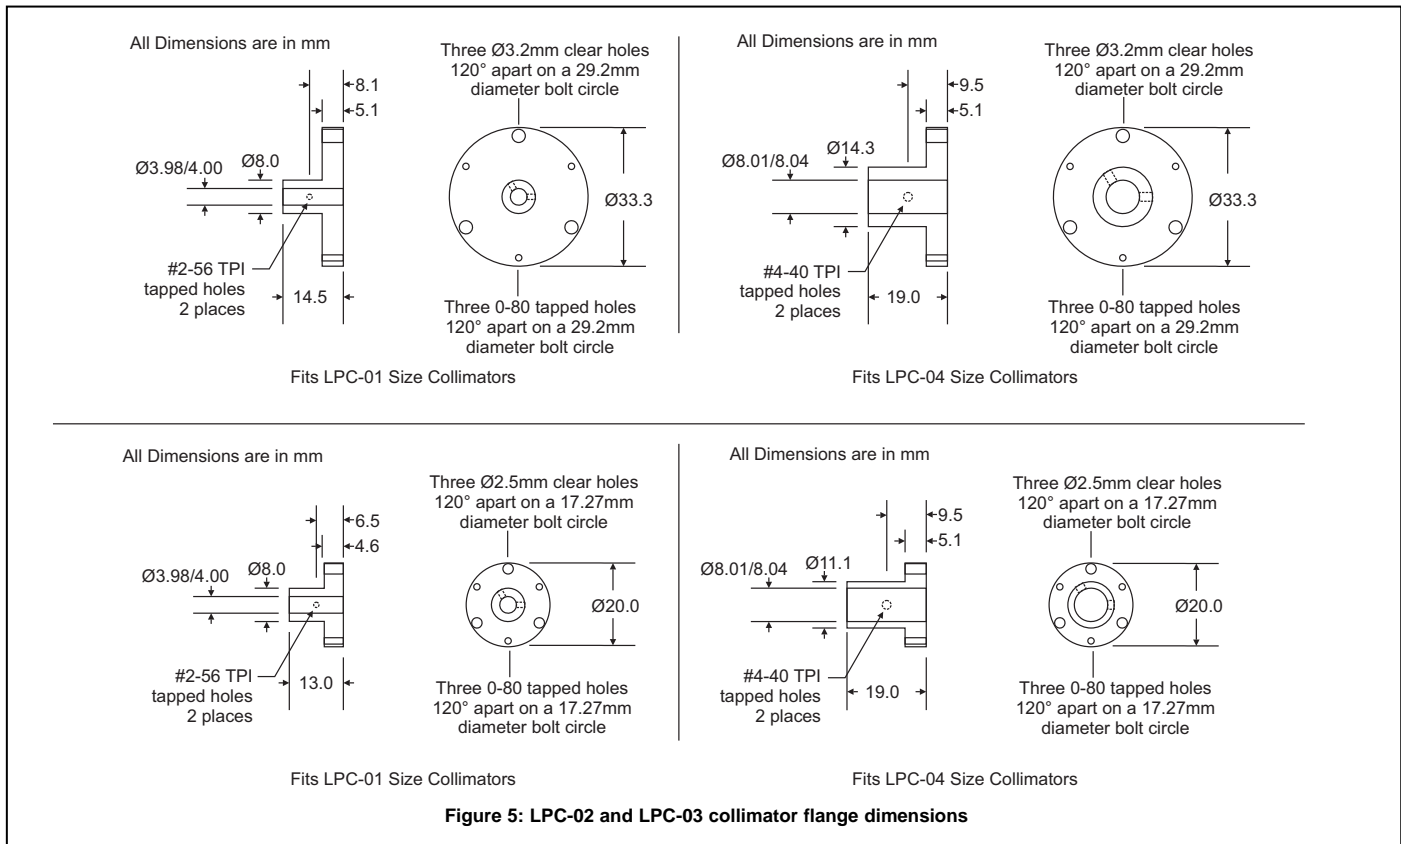 All Dimensions are in mm
Three Ø3.2mm clear holes
120° apart on a 29.2mm
diameter bolt circle
8.1
5.1
Ø3.98/4.00
Ø8.0
Ø33.3
#2-56 TPI
tapped holes
2 places
14.5
Three 0-80 tapped holes
120° apart on a 29.2mm
diameter bolt circle
Fits LPC-01 Size Collimators
All Dimensions are in mm
Three Ø3.2mm clear holes
120° apart on a 29.2mm
diameter bolt circle
9.5
5.1
Ø14.3
Ø8.01/8.04
Ø33.3
#4-40 TPI
tapped holes
2 places
19.0
Three 0-80 tapped holes
120° apart on a 29.2mm
diameter bolt circle
Fits LPC-04 Size Collimators
All Dimensions are in mm
Three Ø2.5mm clear holes
120° apart on a 17.27mm
diameter bolt circle
6.5
4.6
Ø3.98/4.00
Ø8.0
Ø20.0
#2-56 TPI
tapped holes
2 places
13.0
Three 0-80 tapped holes
120° apart on a 17.27mm
diameter bolt circle
Fits LPC-01 Size Collimators
All Dimensions are in mm
Three Ø2.5mm clear holes
120° apart on a 17.27mm
diameter bolt circle
9.5
5.1
Ø8.01/8.04
Ø11.1
Ø20.0
#4-40 TPI
tapped holes
2 places
19.0
Three 0-80 tapped holes
120° apart on a 17.27mm
diameter bolt circle
Fits LPC-04 Size Collimators
Figure 5: LPC-02 and LPC-03 collimator flange dimensions